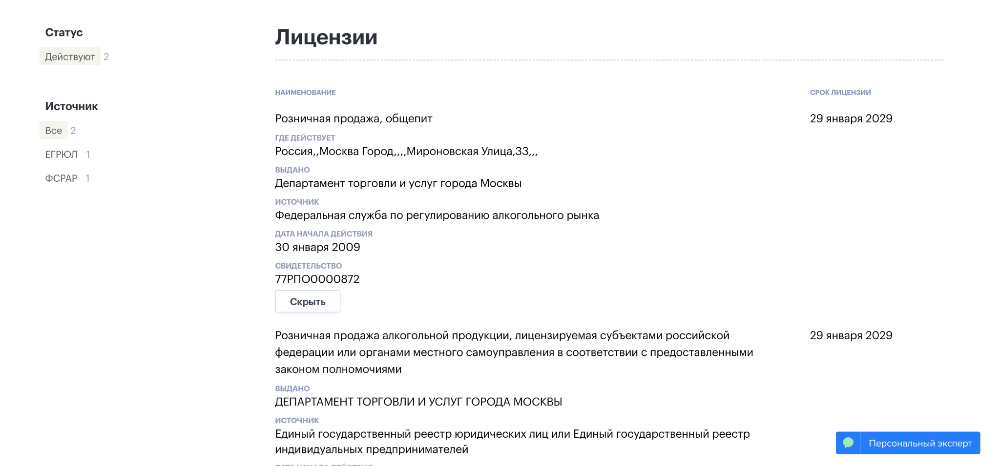 Статус
Действуют 2
Источник
Все 2
ЕГРЮЛ 1
ФСРАР 1
Лицензии
НАИМЕНОВАНИЕ
СРОК ЛИЦЕНЗИИ
Розничная продажа, общепит
29 января 2029
ГДЕ ДЕЙСТВУЕТ
Россия,,Москва Город,,,,Мироновская Улица,33,,,
ВЫДАНО
Департамент торговли и услуг города Москвы
ИСТОЧНИК
Федеральная служба по регулированию алкогольного рынка
ДАТА НАЧАЛА ДЕЙСТВИЯ
30 января 2009
СВИДЕТЕЛЬСТВО
77РПО0000872
Скрыть
Розничная продажа алкогольной продукции, лицензируемая субъектами российской
федерации или органами местного самоуправления в соответствии с предоставленными
законом полномочиями
29 января 2029
ВЫДАНО
ДЕПАРТАМЕНТ ТОРГОВЛИ И УСЛУГ ГОРОДА МОСКВЫ
ИСТОЧНИК
Единый государственный реестр юридических лиц или Единый государственный реестр
индивидуальных предпринимателей
ДАТА НАЧАЛА ДЕЙСТВИЯ
Персональный эксперт